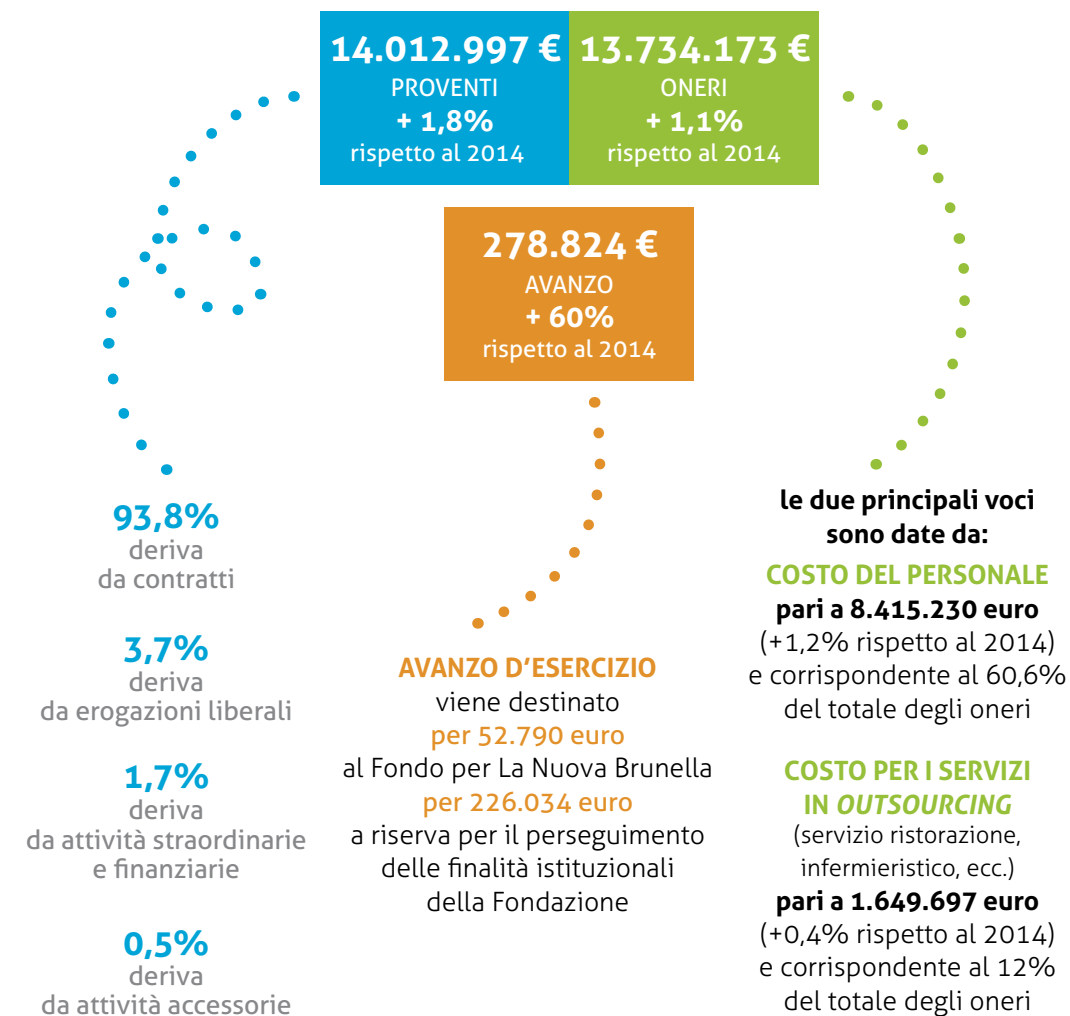 14.012.997 €
PROVENTI
+ 1,8%
rispetto al 2014
13.734.173 €
ONERI
+ 1,1%
rispetto al 2014
278.824 €
AVANZO
+ 60%
rispetto al 2014
93,8%
deriva
da contratti
3,7%
deriva
da erogazioni liberali
1,7%
deriva
da attività straordinarie
e finanziarie
0,5%
deriva
da attività accessorie
AVANZO D'ESERCIZIO
viene destinato
per 52.790 euro
al Fondo per La Nuova Brunella
per 226.034 euro
a riserva per il perseguimento
delle finalità istituzionali
della Fondazione
le due principali voci
sono date da:
COSTO DEL PERSONALE
pari a 8.415.230 euro
(+1,2% rispetto al 2014)
e corrispondente al 60,6%
del totale degli oneri
COSTO PER I SERVIZI
IN OUTSOURCING
(servizio ristorazione,
infermieristico, ecc.)
pari a 1.649.697 euro
(+0,4% rispetto al 2014)
e corrispondente al 12%
del totale degli oneri